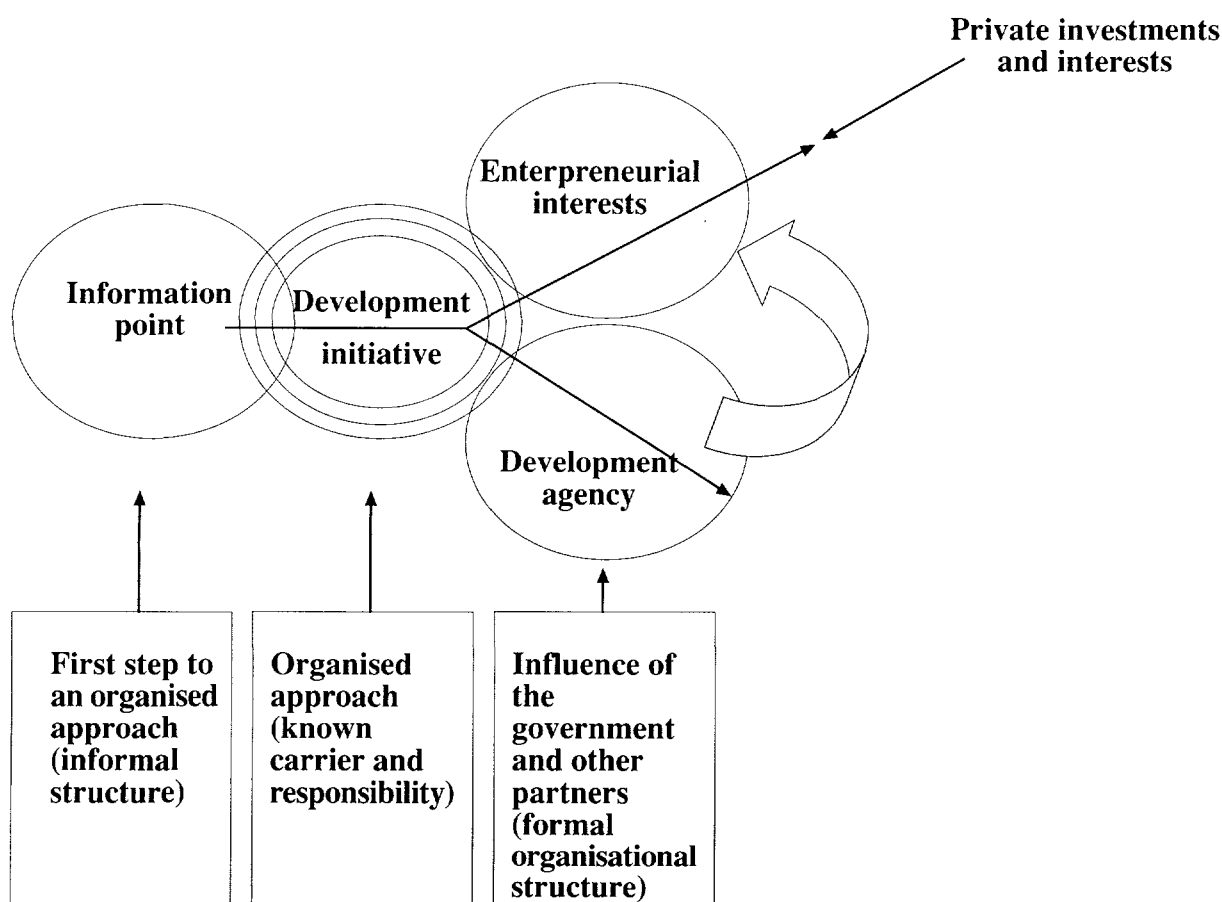 Private investments
and interests
Enterpreneurial
interests
Information
point
Development
initiative
Development
agency
First step to
an organised
approach
(informal
structure)
Organised
approach
(known
carrier and
responsibility)
Influence of
the
government
and other
partners
(formal
organisational
structure)